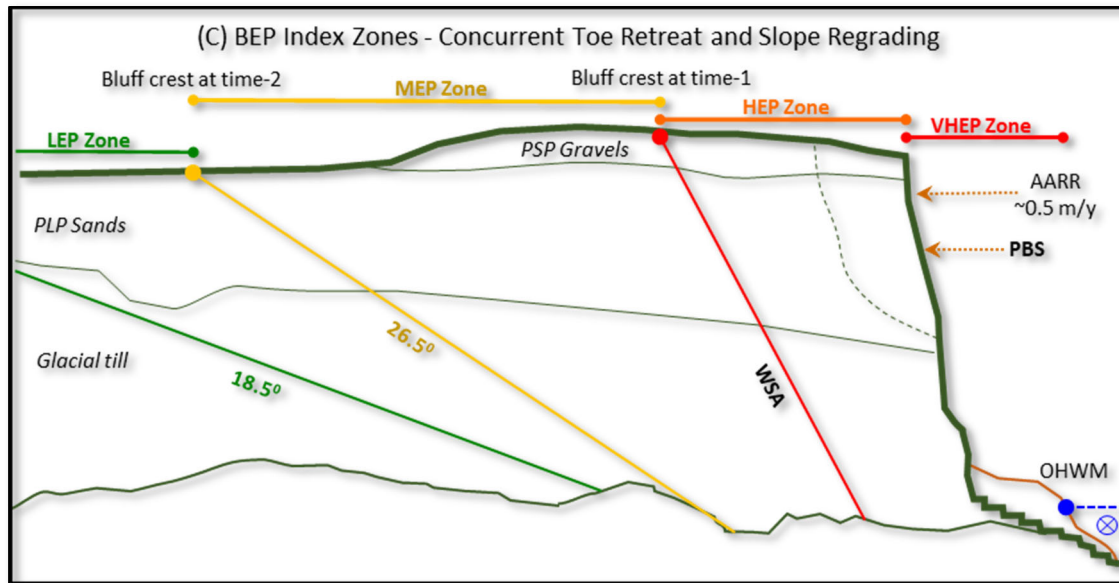 (C) BEP Index Zones - Concurrent Toe Retreat and Slope Regrading
Bluff crest at time-2
MEP Zone
Bluff crest at time-1
HEP Zone
VHEP Zone
LEP Zone
PSP Gravels
AARR
~0.5 m/y
PLP Sands
PBS
Glacial till
26.5⁰
18.5⁰
WSA
OHWM